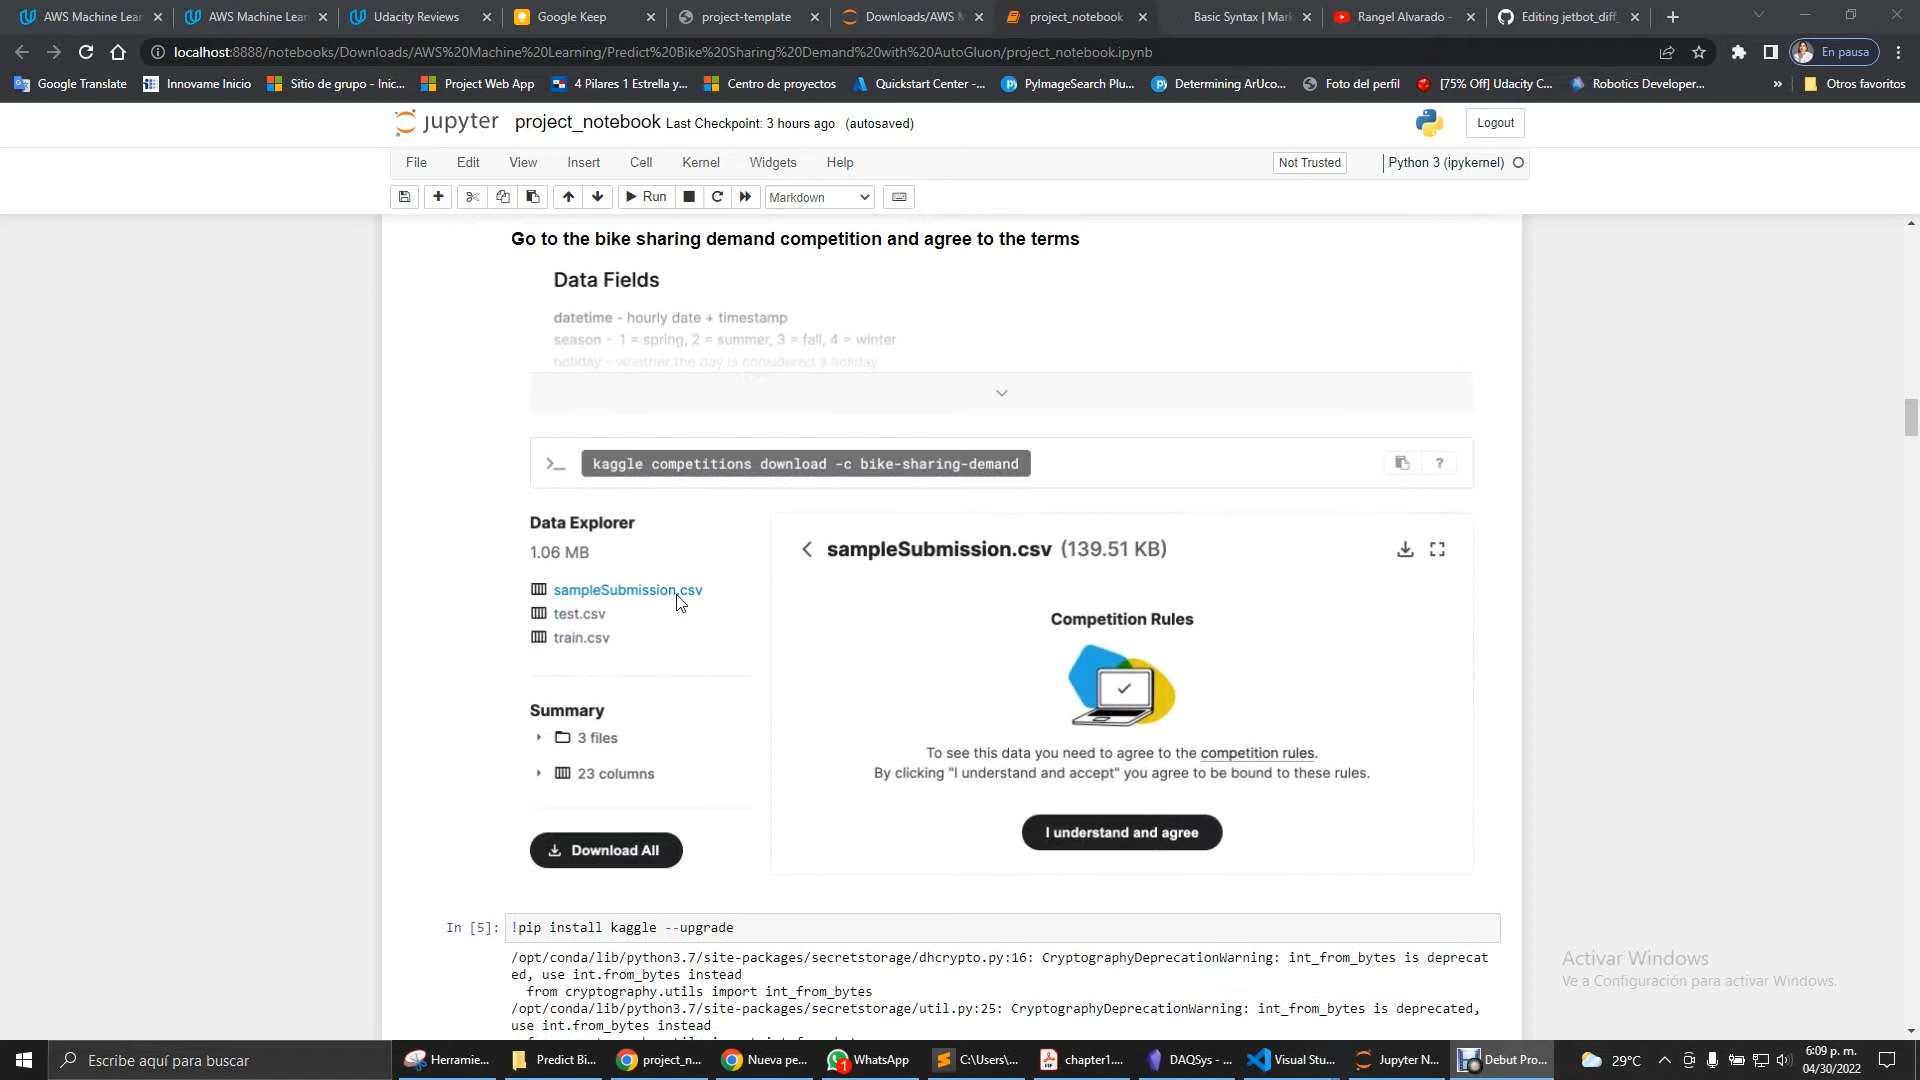 AWS Machine Lear
AWS Machine Lear
Udacity Reviews
Google Keep
project-template
Downloads/AWS M
project_notebook
Basic Syntax | Mark
Rangel Alvarado -
Editing jetbot_diff_
localhost:8888/notebooks/Downloads/AWS%20Machine%20Learning/Predict%20Bike%20Sharing%20Demand%20with%20AutoGluon/project_notebook.ipynb
En pausa
Google Translate
Innovame Inicio
Sitio de grupo - Inic...
Project Web App
4 Pilares 1 Estrella y...
Centro de proyectos
Quickstart Center -...
PyImageSearch Plu...
Determining ArUco...
Foto del perfil
[75% Off] Udacity C...
Robotics Developer...
»
Otros favoritos
jupyter project_notebook Last Checkpoint: 3 hours ago (autosaved)
Logout
File Edit View Insert Cell Kernel Widgets Help
Not Trusted
Python 3 (ipykernel)
Run
Markdown
Go to the bike sharing demand competition and agree to the terms
Data Fields
datetime - hourly date + timestamp
season - 1 = spring, 2 = summer, 3 = fall, 4 = winter
holiday - whether the day is considered a holiday
>_ kaggle competitions download -c bike-sharing-demand
?
Data Explorer
1.06 MB
sampleSubmission.csv
test.csv
train.csv
Summary
3 files
23 columns
Download All
sampleSubmission.csv (139.51 KB)
Competition Rules
To see this data you need to agree to the competition rules.
By clicking "I understand and accept" you agree to be bound to these rules.
I understand and agree
In [5]: !pip install kaggle --upgrade
/opt/conda/lib/python3.7/site-packages/secretstorage/dhcrypto.py:16: CryptographyDeprecationWarning: int_from_bytes is deprecat
ed, use int.from_bytes instead
from cryptography.utils import int_from_bytes
/opt/conda/lib/python3.7/site-packages/secretstorage/util.py:25: CryptographyDeprecationWarning: int_from_bytes is deprecated,
use int.from_bytes instead
Activar Windows
Ve a Configuración para activar Windows.
Escribe aquí para buscar
Herramie...
Predict Bi...
project_n...
Nueva pe...
1
WhatsApp
C:\Users\...
chapter1....
DAQSys - ...
Visual Stu...
Jupyter N...
Debut Pro...
29°C
6:09 p. m.
04/30/2022